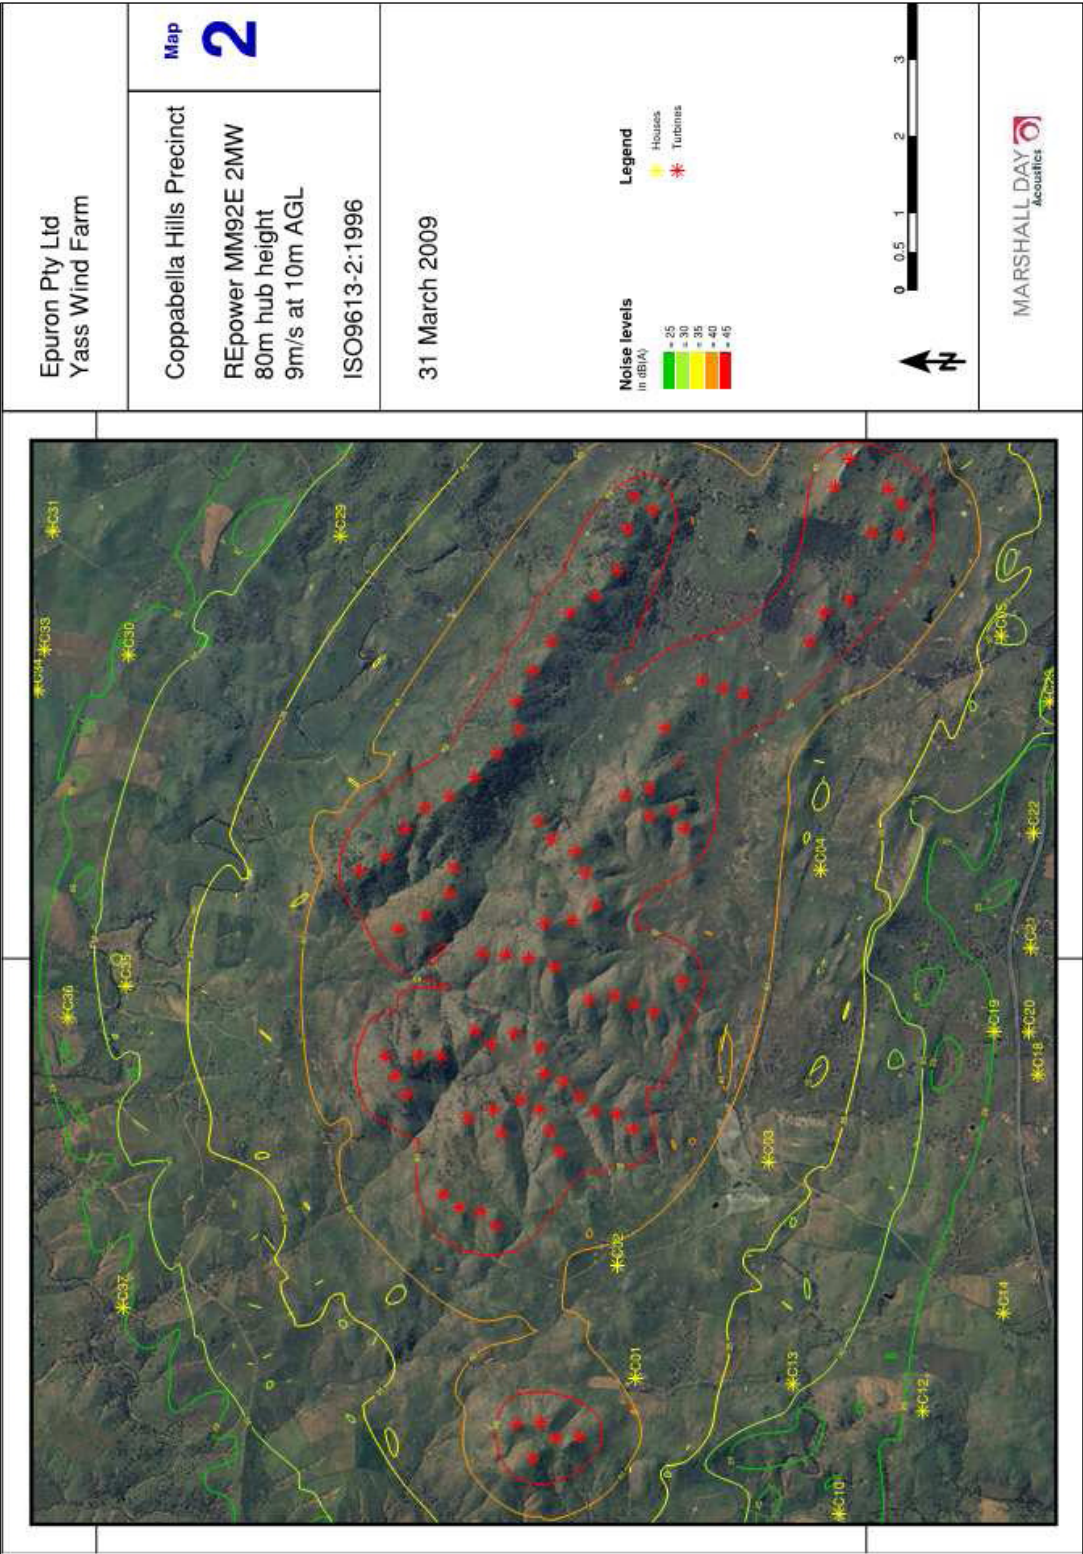 Epuron Pty Ltd
Yass Wind Farm
Coppabella Hills Precinct
Map
2
REpower MM92E 2MW
80m hub height
9m/s at 10m AGL
ISO9613-2:1996
31 March 2009
Noise levels
in dB(A)
= 25
= 30
= 35
= 40
= 45
Legend
Houses
Turbines
N
0 0.5 1 2 3
MARSHALL DAY
Acoustics
C34
C33
C31
C30
C29
C36
C35
C37
C02
C01
C03
C04
C05
C22
C23
C19
C20
C18
C13
C14
C12
C10